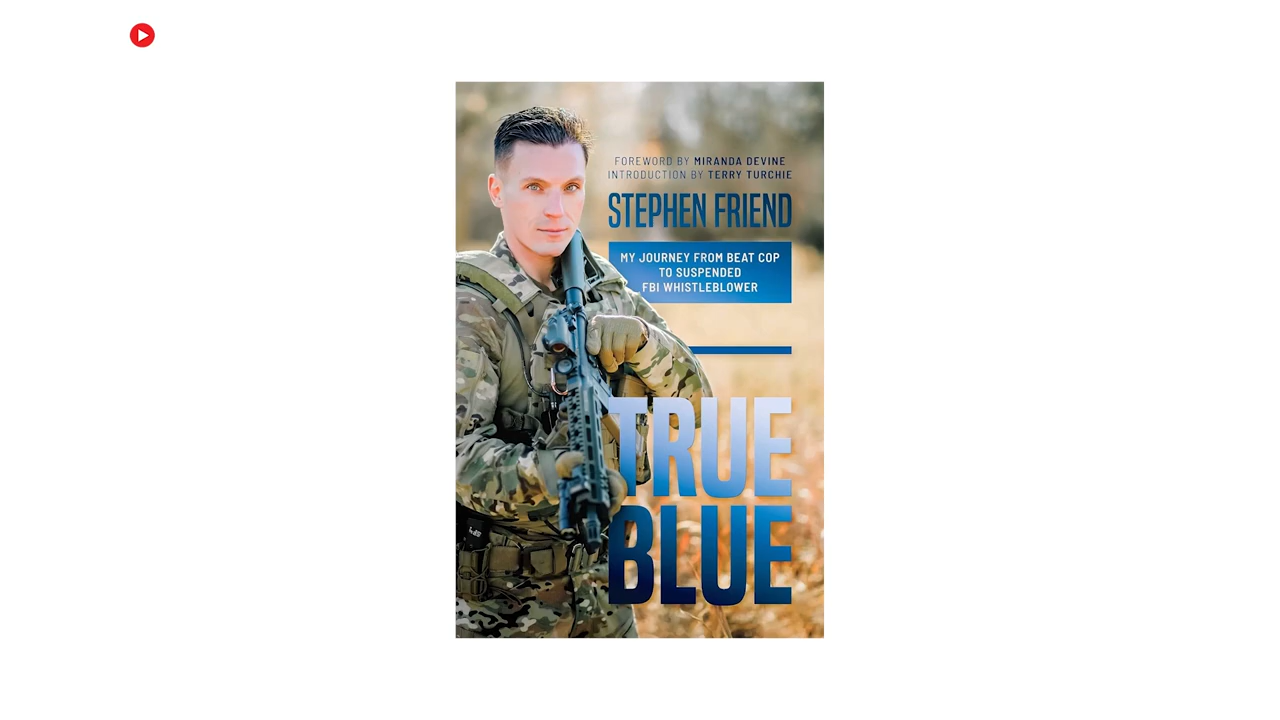 FOREWORD BY MIRANDA DEVINE
INTRODUCTION BY TERRY TURCHIE
STEPHEN FRIEND
MY JOURNEY FROM BEAT COP
TO SUSPENDED
FBI WHISTLEBLOWER
TRUE
BLUE